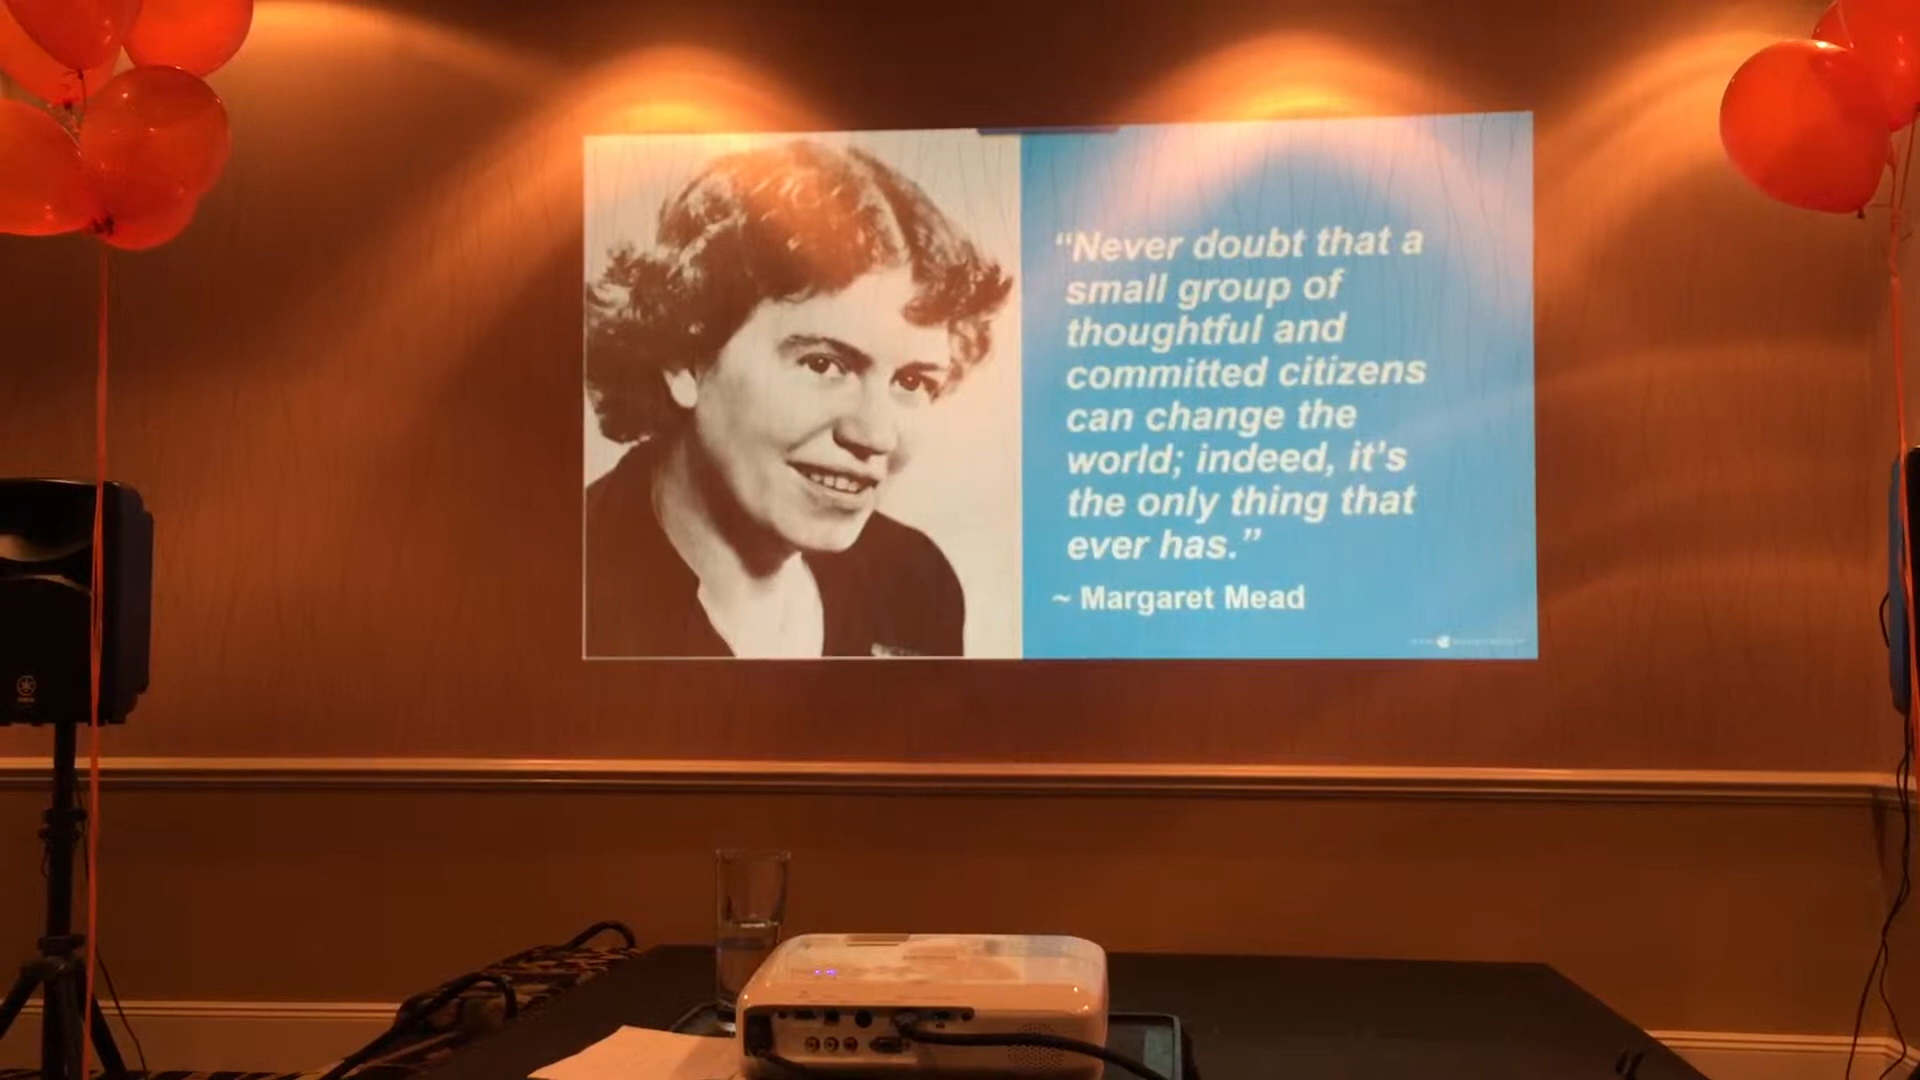 “Never doubt that a
small group of
thoughtful and
committed citizens
can change the
world; indeed, it’s
the only thing that
ever has.”
~ Margaret Mead